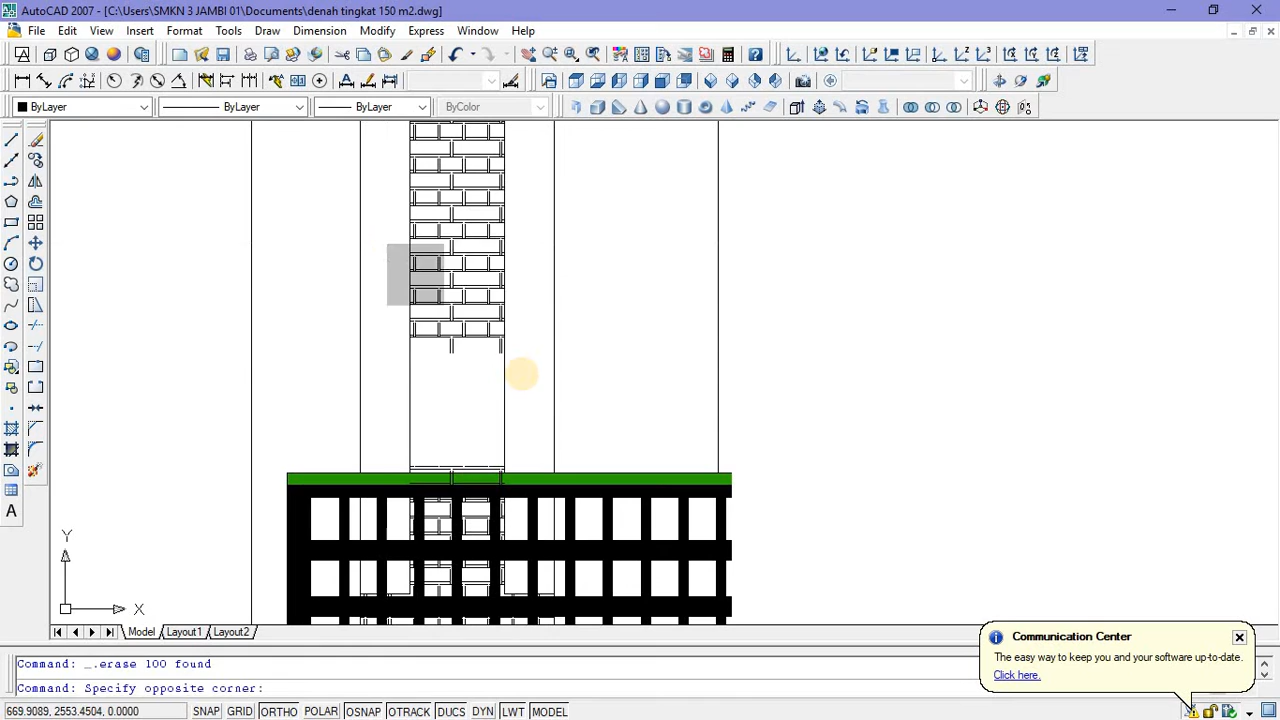 AutoCAD 2007 - [C:\Users\SMKN 3 JAMBI 01\Documents\denah tingkat 150 m2.dwg]
File Edit View Insert Format Tools Draw Dimension Modify Express Window Help
ByLayer ByLayer ByLayer ByColor
Y
X
Model Layout1 Layout2
Communication Center
The easy way to keep you and your software up-to-date.
Click here.
Command: _.erase 100 found
Command: Specify opposite corner:
669.9089, 2553.4504, 0.0000 SNAP GRID ORTHO POLAR OSNAP OTRACK DUCS DYN LWT MODEL